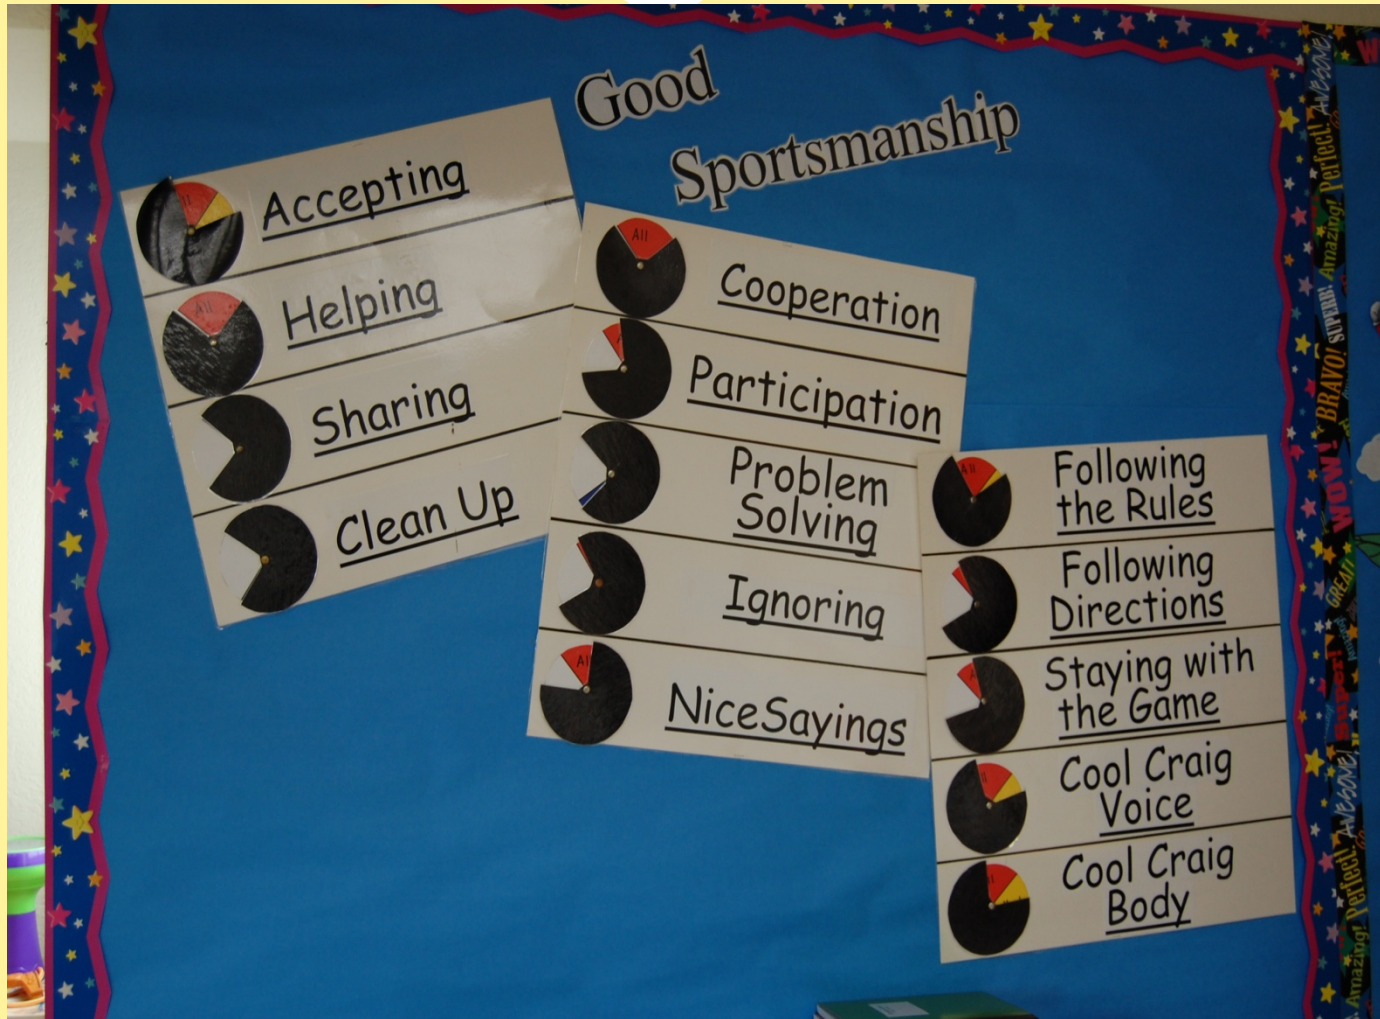 Good
Sportsmanship
Accepting
Helping
Sharing
Clean Up
All
All
Cooperation
Participation
Problem
Solving
Ignoring
NiceSayings
All
Following
the Rules
Following
Directions
Staying with
the Game
Cool Craig
Voice
Cool Craig
Body
All
AWESOME!
Perfect!
Amazing!
SUPERB!
BRAVO!
WOW!
GREAT!
Super!
AWESOME!
Perfect!
Amazing!